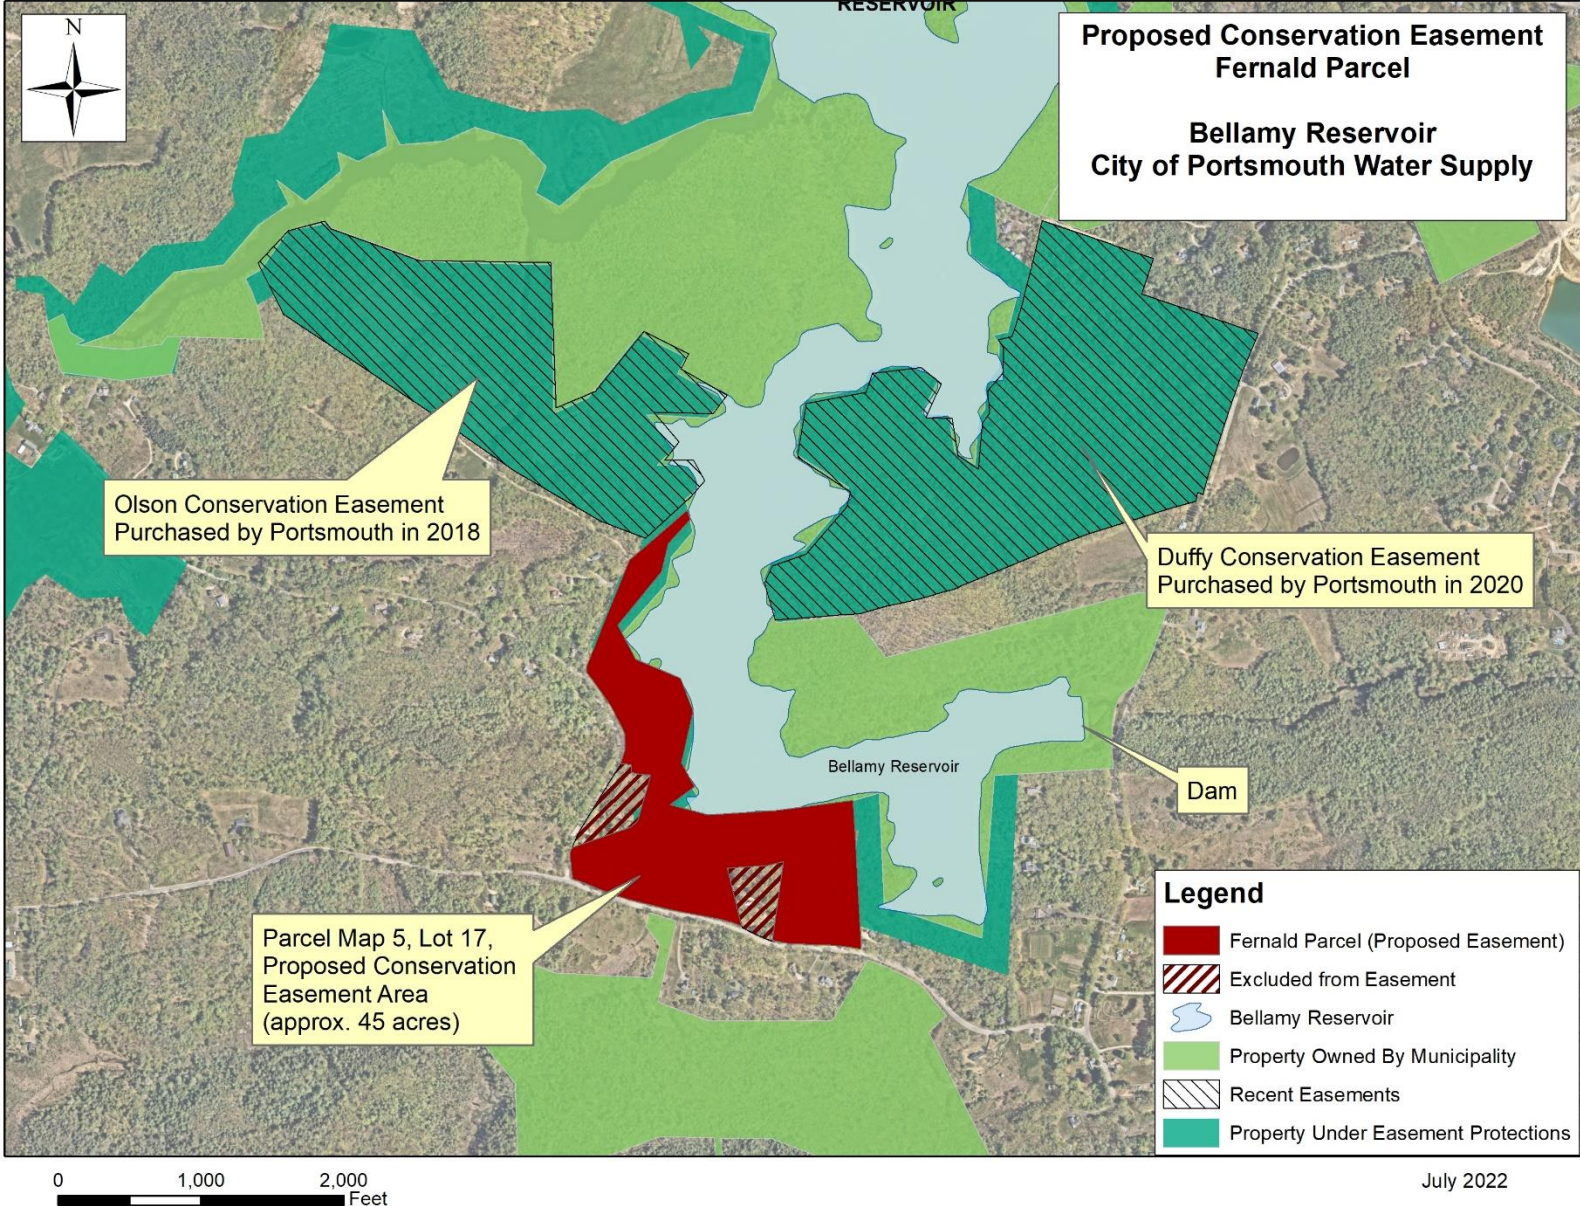 RESERVOIR
N
Proposed Conservation Easement
Fernald Parcel
Bellamy Reservoir
City of Portsmouth Water Supply
Olson Conservation Easement
Purchased by Portsmouth in 2018
Duffy Conservation Easement
Purchased by Portsmouth in 2020
Bellamy Reservoir
Dam
Parcel Map 5, Lot 17,
Proposed Conservation
Easement Area
(approx. 45 acres)
Legend
Fernald Parcel (Proposed Easement)
Excluded from Easement
Bellamy Reservoir
Property Owned By Municipality
Recent Easements
Property Under Easement Protections
0 1,000 2,000
Feet
July 2022